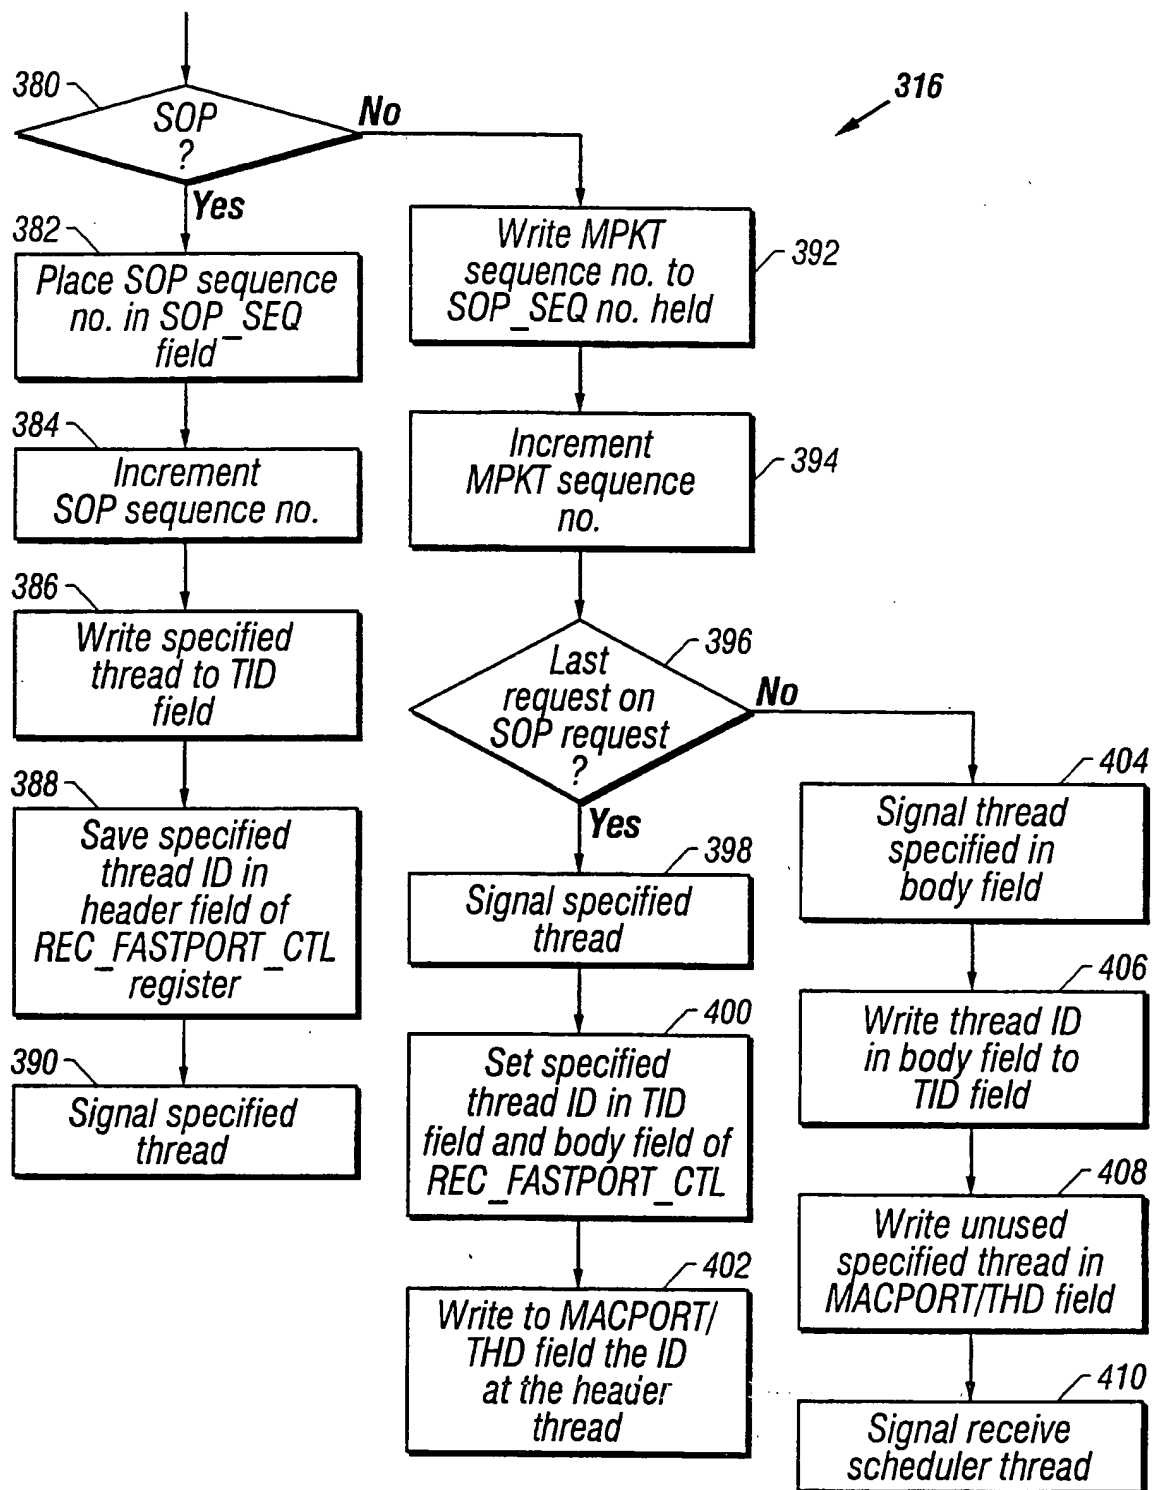 316
380
SOP
?
No
Yes
382
Place SOP sequence
no. in SOP_SEQ
field
384
Increment
SOP sequence no.
386
Write specified
thread to TID
field
388
Save specified
thread ID in
header field of
REC_FASTPORT_CTL
register
390
Signal specified
thread
Write MPKT
sequence no. to
SOP_SEQ no. held
392
Increment
MPKT sequence
no.
394
396
Last
request on
SOP request
?
No
Yes
398
Signal specified
thread
400
Set specified
thread ID in TID
field and body field of
REC_FASTPORT_CTL
402
Write to MACPORT/
THD field the ID
at the header
thread
404
Signal thread
specified in
body field
406
Write thread ID
in body field to
TID field
408
Write unused
specified thread in
MACPORT/THD field
410
Signal receive
scheduler thread